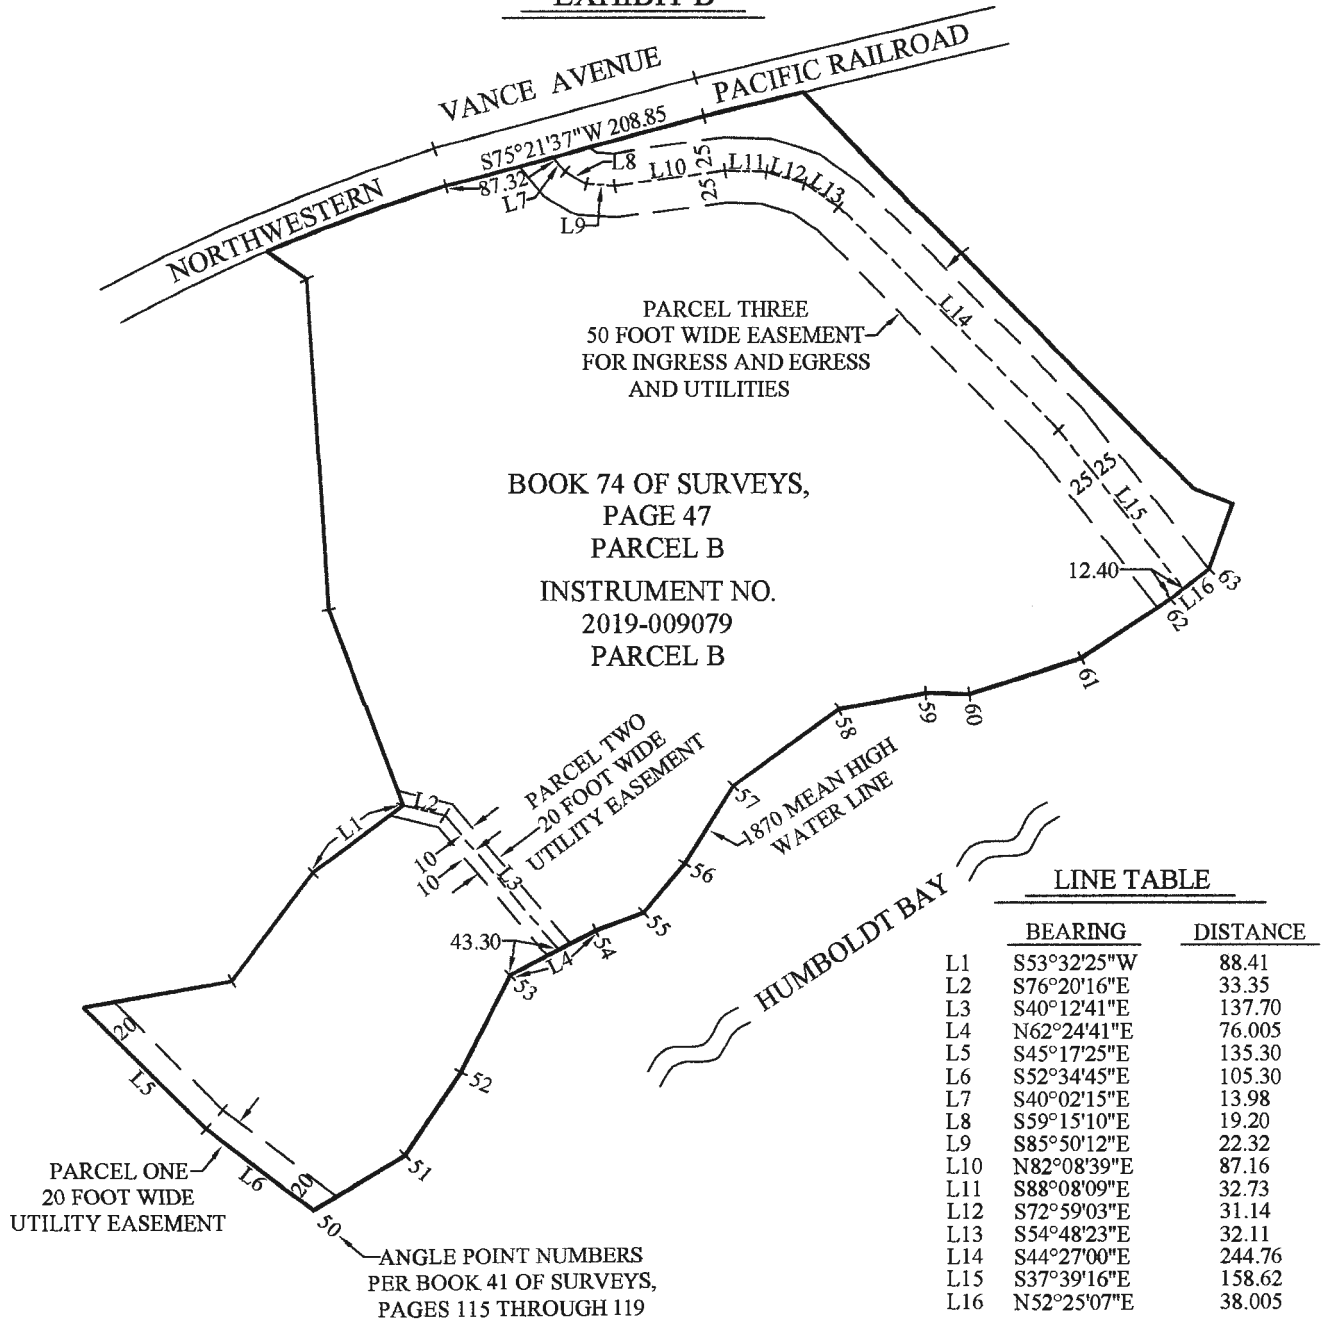 EXHIBIT B
VANCE AVENUE
NORTHWESTERN PACIFIC RAILROAD
S75°21'37"W 208.85
87.32
L7
L8
L9
L10
25
25
L11
L12
L13
L14
PARCEL THREE
50 FOOT WIDE EASEMENT
FOR INGRESS AND EGRESS
AND UTILITIES
25
25
L15
12.40
L16
63
62
61
60
59
58
57
56
55
54
53
52
51
50
BOOK 74 OF SURVEYS,
PAGE 47
PARCEL B
INSTRUMENT NO.
2019-009079
PARCEL B
PARCEL TWO
20 FOOT WIDE
UTILITY EASEMENT
1870 MEAN HIGH
WATER LINE
HUMBOLDT BAY
L1
L2
10
10
L3
43.30
L4
20
L5
L6
20
PARCEL ONE
20 FOOT WIDE
UTILITY EASEMENT
ANGLE POINT NUMBERS
PER BOOK 41 OF SURVEYS,
PAGES 115 THROUGH 119
LINE TABLE
BEARING DISTANCE
L1 S53°32'25"W 88.41
L2 S76°20'16"E 33.35
L3 S40°12'41"E 137.70
L4 N62°24'41"E 76.005
L5 S45°17'25"E 135.30
L6 S52°34'45"E 105.30
L7 S40°02'15"E 13.98
L8 S59°15'10"E 19.20
L9 S85°50'12"E 22.32
L10 N82°08'39"E 87.16
L11 S88°08'09"E 32.73
L12 S72°59'03"E 31.14
L13 S54°48'23"E 32.11
L14 S44°27'00"E 244.76
L15 S37°39'16"E 158.62
L16 N52°25'07"E 38.005